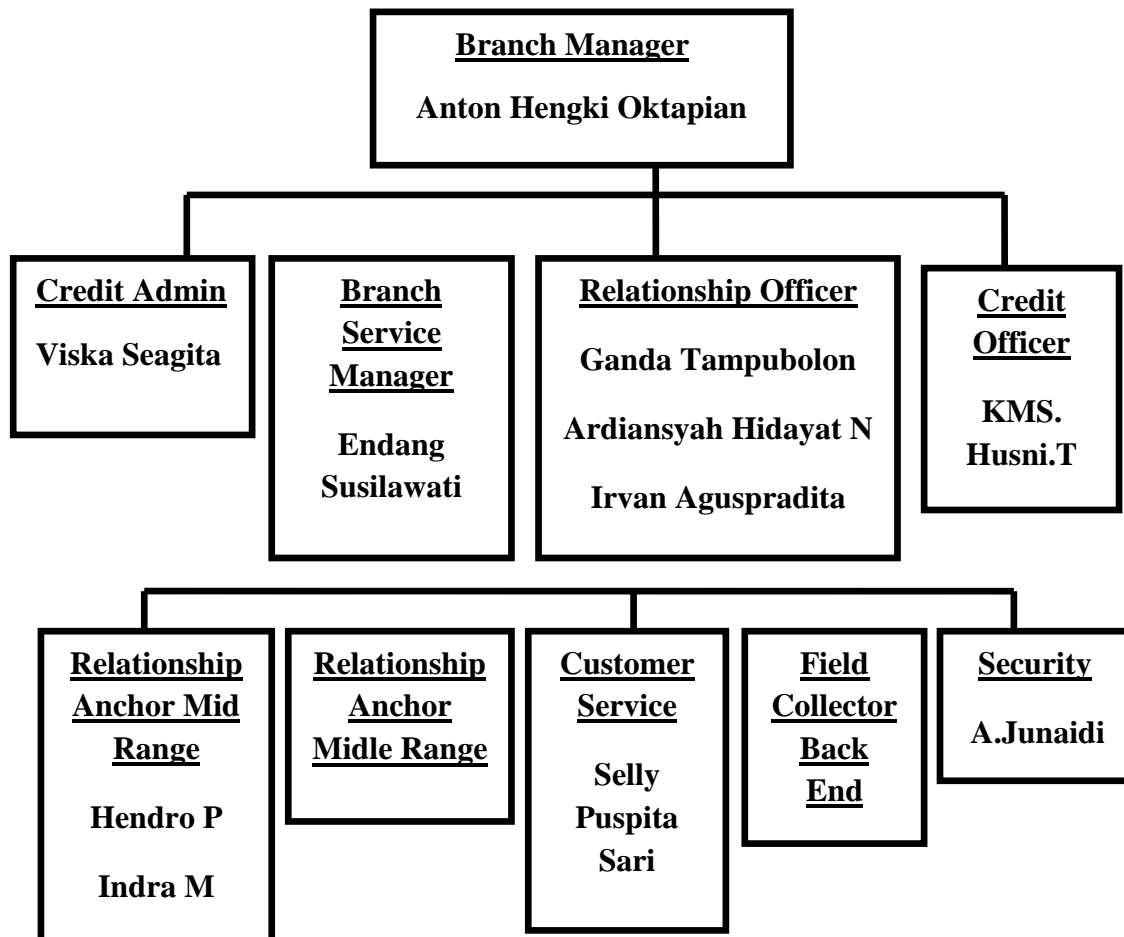 Branch Manager
Anton Hengki Oktapian
Credit Admin
Viska Seagita
Branch
Service
Manager
Endang
Susilawati
Relationship Officer
Ganda Tampubolon
Ardiansyah Hidayat N
Irvan Aguspradita
Credit
Officer
KMS.
Husni.T
Relationship
Anchor Mid
Range
Hendro P
Indra M
Relationship
Anchor
Midle Range
Customer
Service
Selly
Puspita
Sari
Field
Collector
Back
End
Security
A.Junaidi